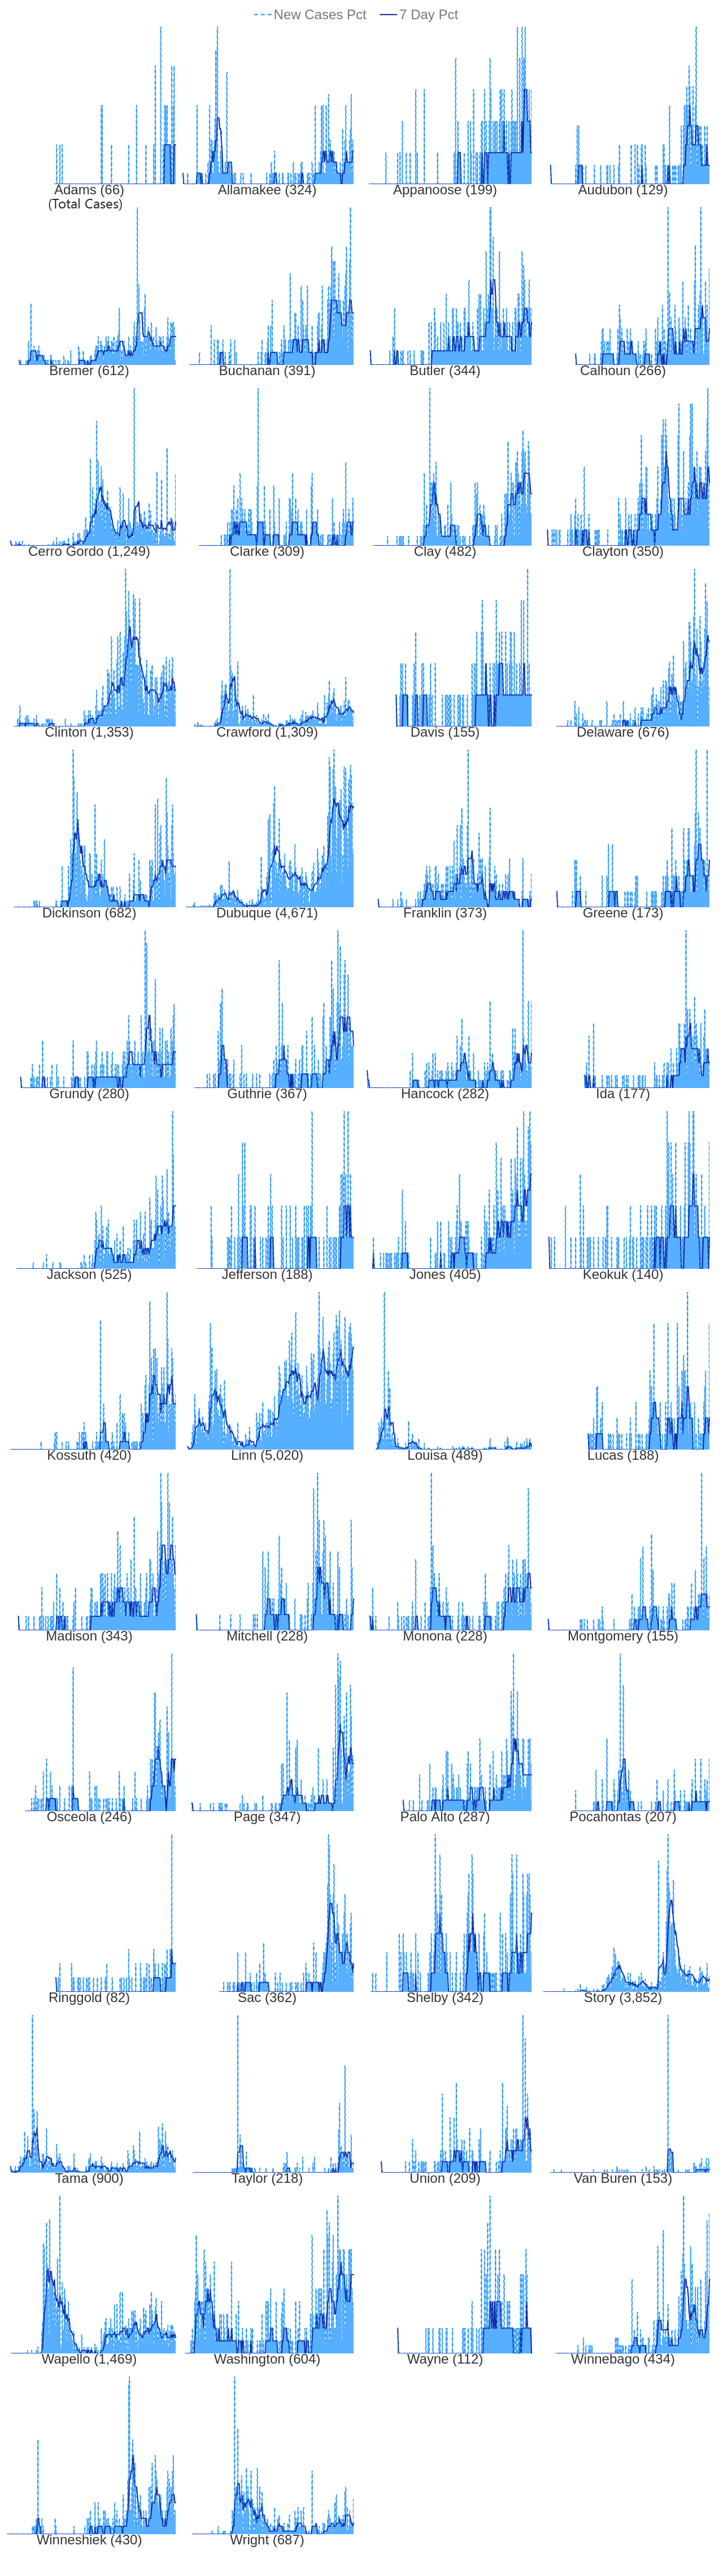 New Cases Pct 7 Day Pct
Adams (66) Allamakee (324) Appanoose (199) Audubon (129)
(Total Cases)
Bremer (612) Buchanan (391) Butler (344) Calhoun (266)
Cerro Gordo (1,249) Clarke (309) Clay (482) Clayton (350)
Clinton (1,353) Crawford (1,309) Davis (155) Delaware (676)
Dickinson (682) Dubuque (4,671) Franklin (373) Greene (173)
Grundy (280) Guthrie (367) Hancock (282) Ida (177)
Jackson (525) Jefferson (188) Jones (405) Keokuk (140)
Kossuth (420) Linn (5,020) Louisa (489) Lucas (188)
Madison (343) Mitchell (228) Monona (228) Montgomery (155)
Osceola (246) Page (347) Palo Alto (287) Pocahontas (207)
Ringgold (82) Sac (362) Shelby (342) Story (3,852)
Tama (900) Taylor (218) Union (209) Van Buren (153)
Wapello (1,469) Washington (604) Wayne (112) Winnebago (434)
Winneshiek (430) Wright (687)